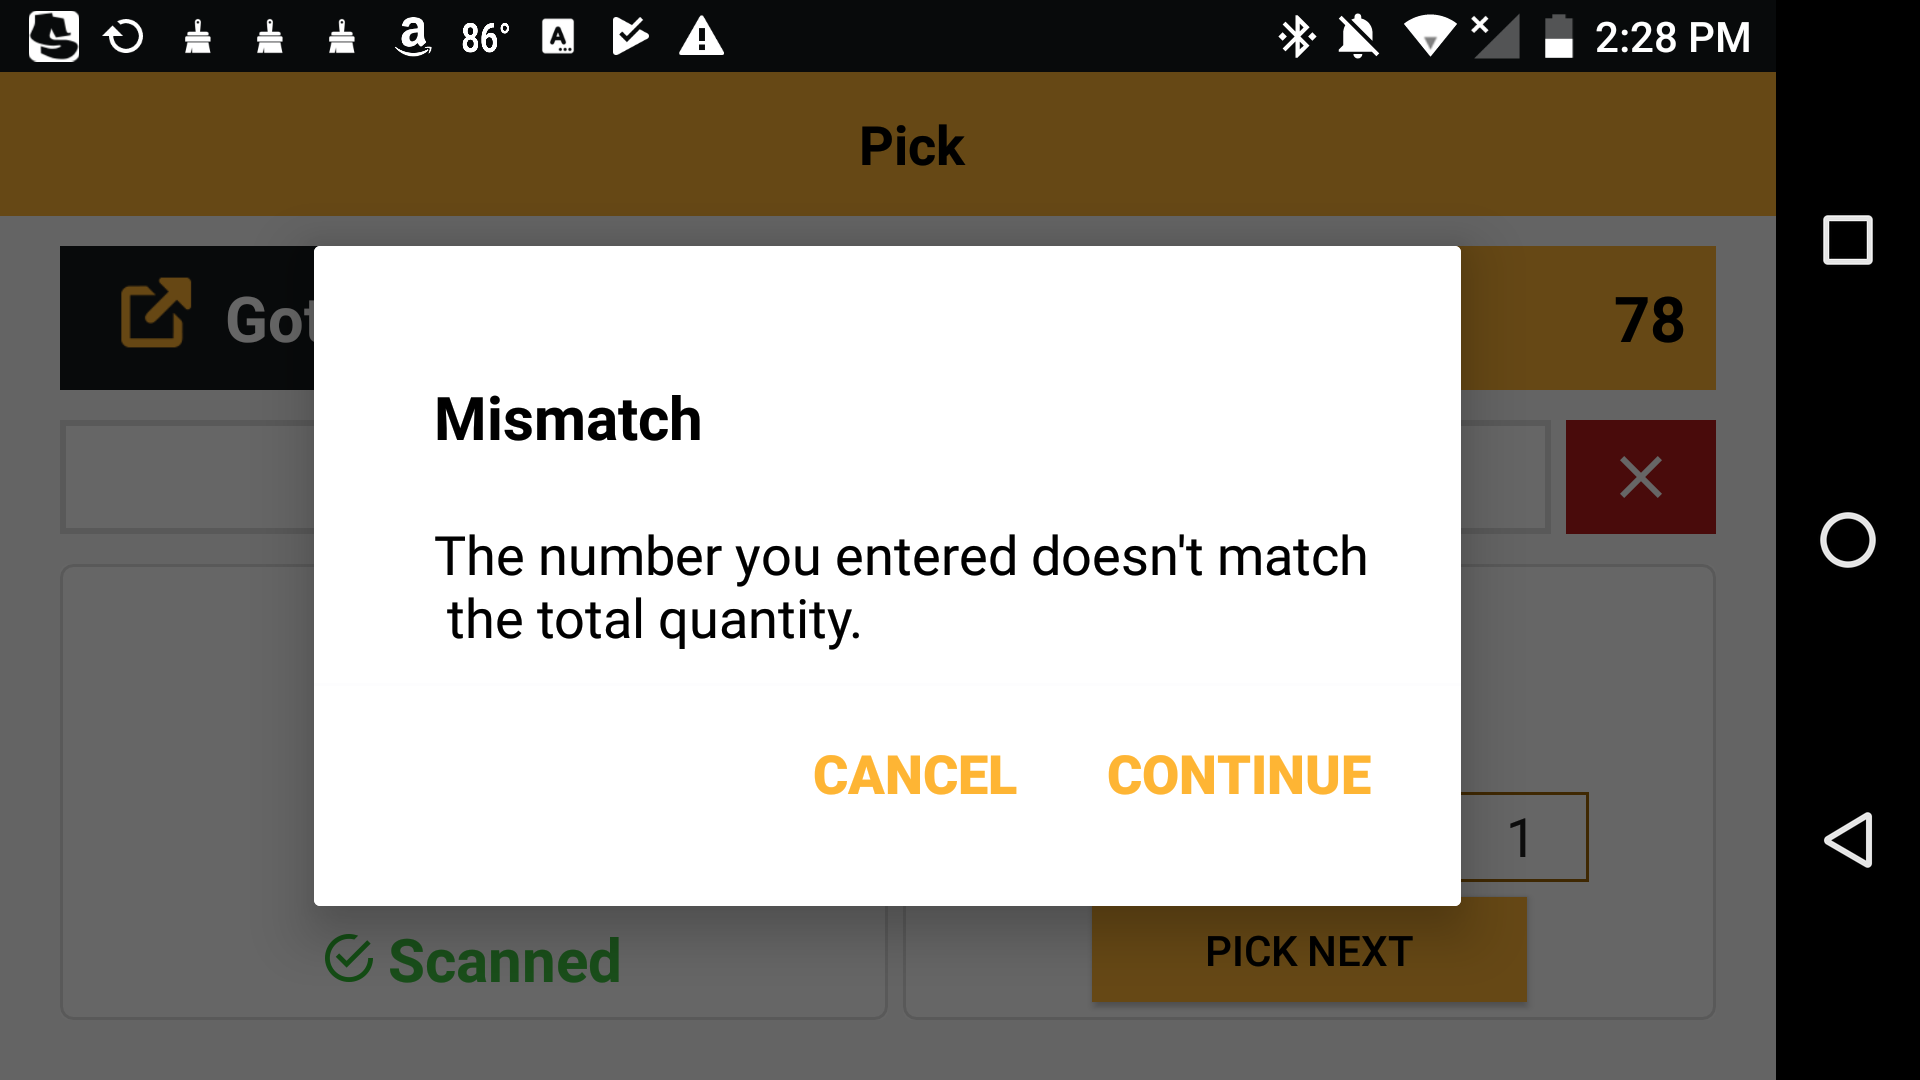 86° A 2:28 PM
Pick
Got 78
Mismatch
The number you entered doesn't match
the total quantity.
CANCEL CONTINUE
1
Scanned PICK NEXT